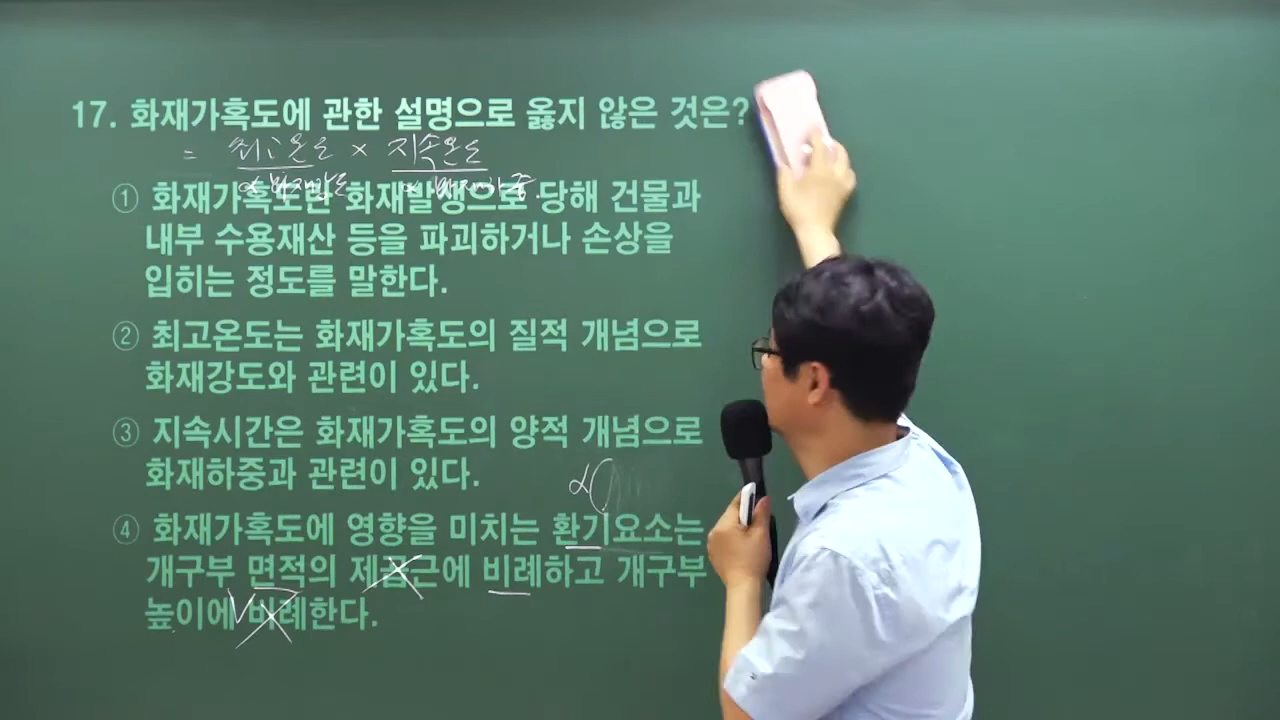 17. 화재가혹도에 관한 설명으로 옳지 않은 것은?
= 최고온도 × 지속온도
∝ 화재강도 ∝ 화재하중.
① 화재가혹도란 화재발생으로 당해 건물과
내부 수용재산 등을 파괴하거나 손상을
입히는 정도를 말한다.
② 최고온도는 화재가혹도의 질적 개념으로
화재강도와 관련이 있다.
③ 지속시간은 화재가혹도의 양적 개념으로
화재하중과 관련이 있다.
④ 화재가혹도에 영향을 미치는 환기요소는
개구부 면적의 제곱근에 비례하고 개구부
높이에 비례한다.